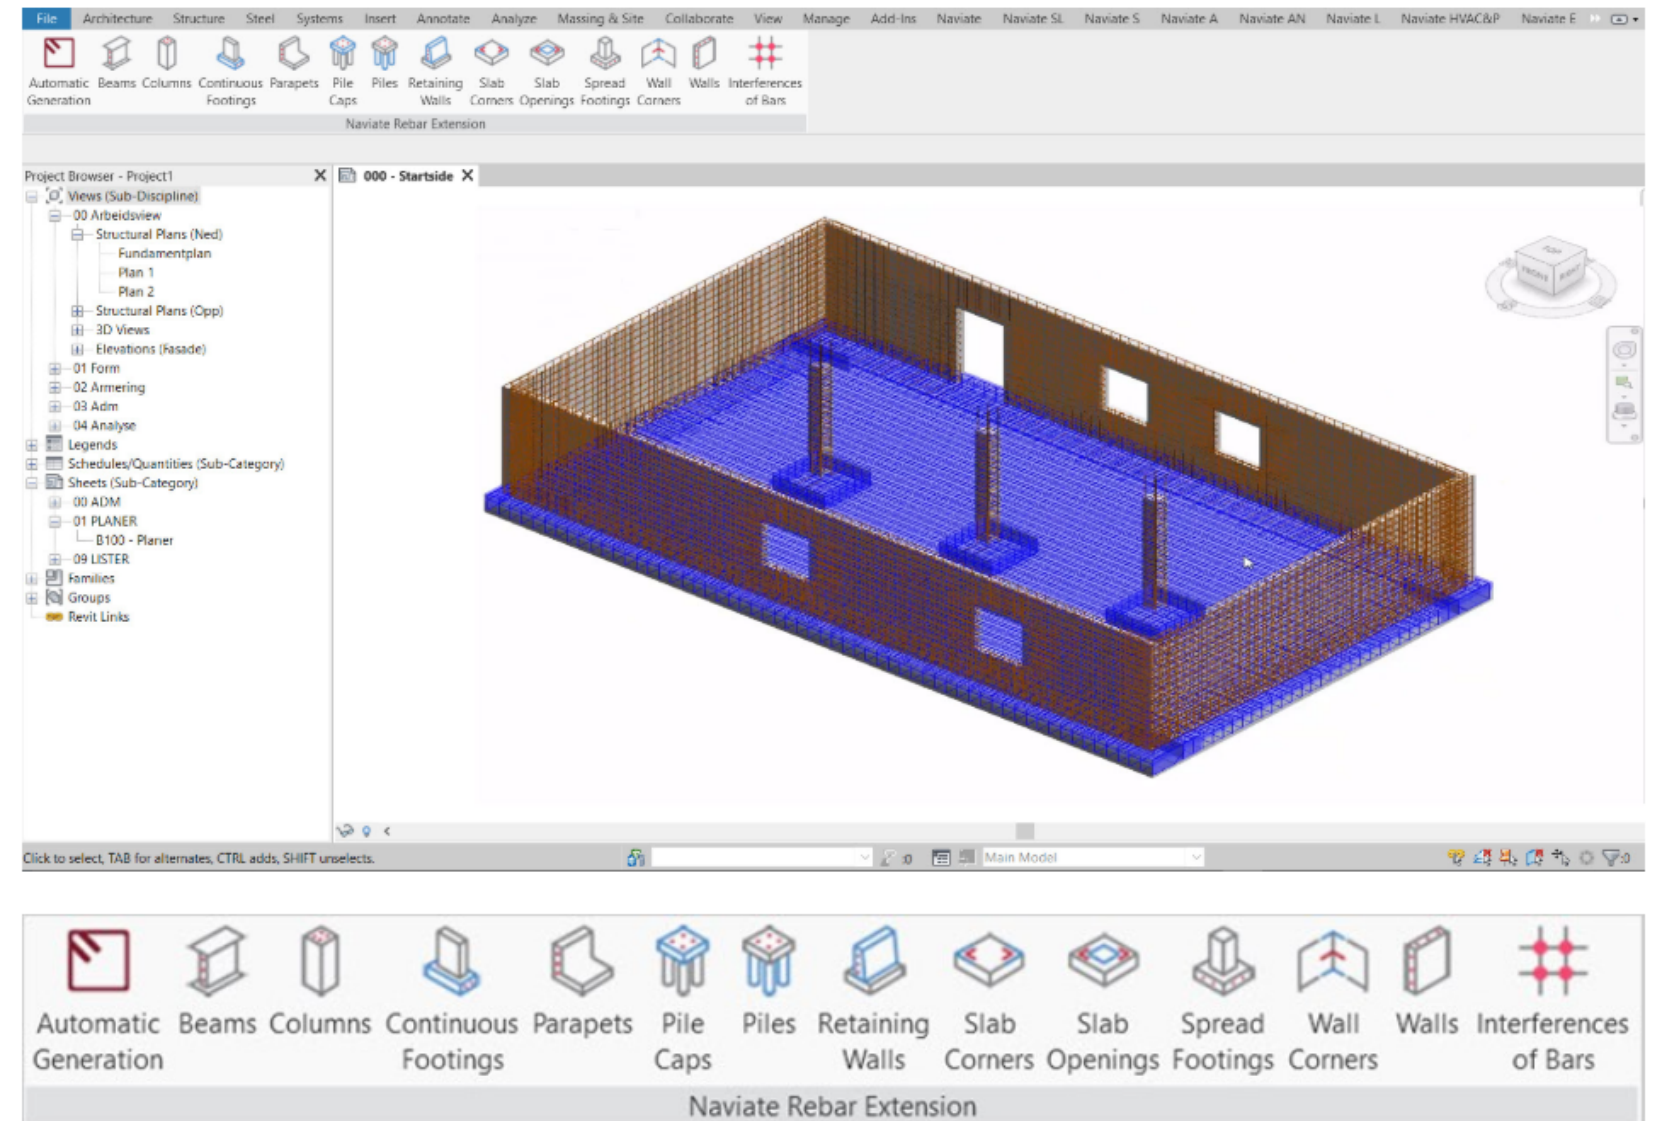 File Architecture Structure Steel Systems Insert Annotate Analyze Massing & Site Collaborate View Manage Add-Ins Naviate Naviate SL Naviate S Naviate A Naviate AN Naviate L Naviate HVAC&P Naviate E
Automatic Beams Columns Continuous Parapets Pile Piles Retaining Slab Slab Spread Wall Walls Interferences
Generation Footings Caps Walls Corners Openings Footings Corners of Bars
Naviate Rebar Extension
Project Browser - Project1
000 - Startside
Views (Sub-Discipline)
00 Arbeidsview
Structural Plans (Ned)
Fundamentplan
Plan 1
Plan 2
Structural Plans (Opp)
3D Views
Elevations (Fasade)
01 Form
02 Armering
03 Adm
04 Analyse
Legends
Schedules/Quantities (Sub-Category)
Sheets (Sub-Category)
00 ADM
01 PLANER
B100 - Planer
09 LISTER
Families
Groups
Revit Links
TOP
FRONT RIGHT
Click to select, TAB for alternates, CTRL adds, SHIFT unselects.
:0 Main Model :0
Automatic Beams Columns Continuous Parapets Pile Piles Retaining Slab Slab Spread Wall Walls Interferences
Generation Footings Caps Walls Corners Openings Footings Corners of Bars
Naviate Rebar Extension